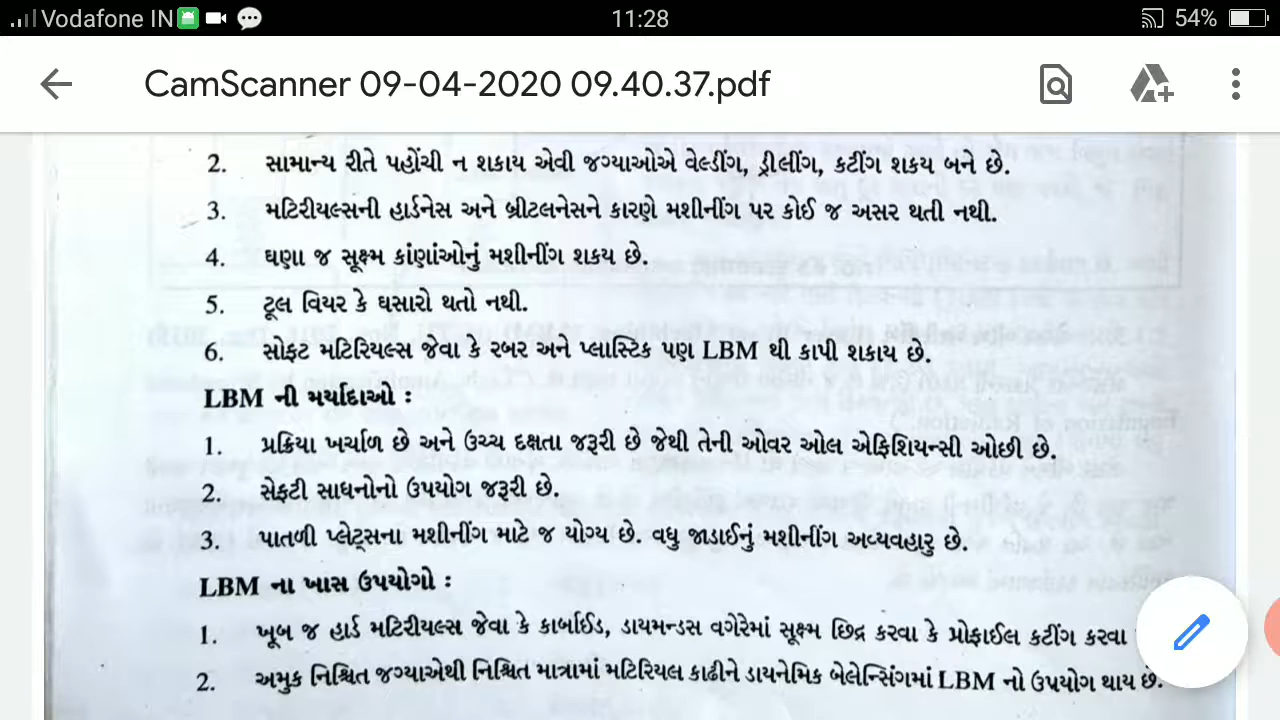 Vodafone IN
11:28
54%
CamScanner 09-04-2020 09.40.37.pdf
2. સામાન્ય રીતે પહોંચી ન શકાય એવી જગ્યાઓએ વેલ્ડીંગ, ડ્રીલીંગ, કટીંગ શકય બને છે.
3. મટિરીયલ્સની હાર્ડનેસ અને બ્રીટલનેસને કારણે મશીનીંગ પર કોઈ જ અસર થતી નથી.
4. ઘણા જ સૂક્ષ્મ કાંણાંઓનું મશીનીંગ શકય છે.
5. ટૂલ વિયર કે ઘસારો થતો નથી.
6. સોફ્ટ મટિરિયલ્સ જેવા કે રબર અને પ્લાસ્ટિક પણ LBM થી કાપી શકાય છે.
LBM ની મર્યાદાઓ :
1. પ્રક્રિયા ખર્ચાળ છે અને ઉચ્ચ દક્ષતા જરૂરી છે જેથી તેની ઓવર ઓલ એફિશિયન્સી ઓછી છે.
2. સેફટી સાધનોનો ઉપયોગ જરૂરી છે.
3. પાતળી પ્લેટ્સના મશીનીંગ માટે જ યોગ્ય છે. વધુ જાડાઈનું મશીનીંગ અવ્યવહારુ છે.
LBM ના ખાસ ઉપયોગો :
1. ખૂબ જ હાર્ડ મટિરીયલ્સ જેવા કે કાર્બાઈડ, ડાયમન્ડસ વગેરેમાં સૂક્ષ્મ છિદ્ર કરવા કે પ્રોફાઈલ કટીંગ કરવા
2. અમુક નિશ્ચિત જગ્યાએથી નિશ્ચિત માત્રામાં મટિરિયલ કાઢીને ડાયનેમિક બેલેન્સિંગમાં LBM નો ઉપયોગ થાય છે.